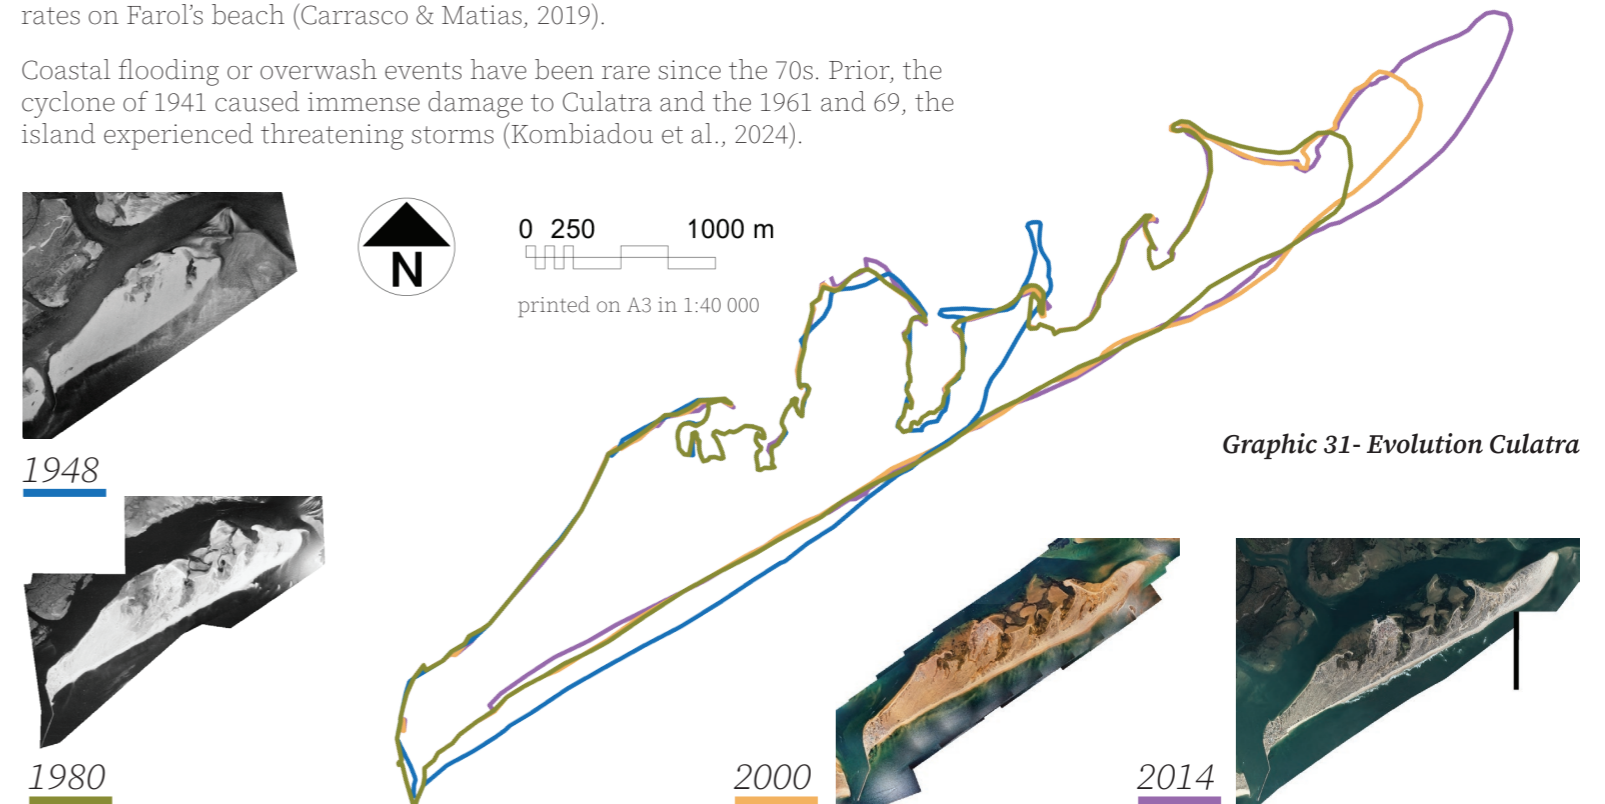 rates on Farol’s beach (Carrasco & Matias, 2019).
Coastal flooding or overwash events have been rare since the 70s. Prior, the
cyclone of 1941 caused immense damage to Culatra and the 1961 and 69, the
island experienced threatening storms (Kombiadou et al., 2024).
N
0 250 1000 m
printed on A3 in 1:40 000
Graphic 31- Evolution Culatra
1948
1980
2000
2014